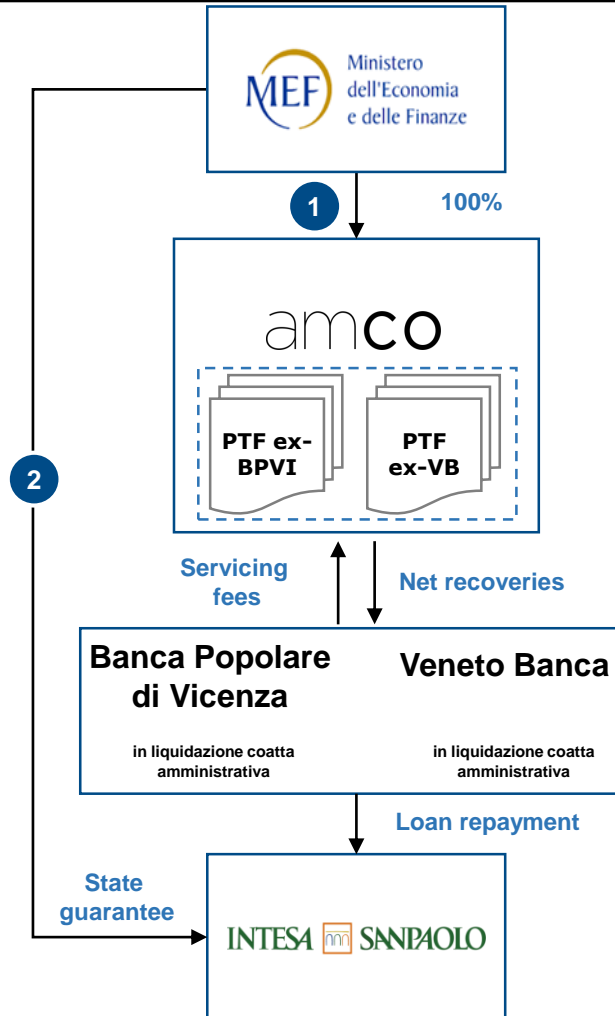 MEF
Ministero
dell'Economia
e delle Finanze
1
100%
amco
PTF ex-
BPVI
PTF
ex-VB
2
Servicing
fees
Net recoveries
Banca Popolare
di Vicenza
Veneto Banca
in liquidazione coatta
amministrativa
in liquidazione coatta
amministrativa
Loan repayment
State
guarantee
INTESA SANPAOLO